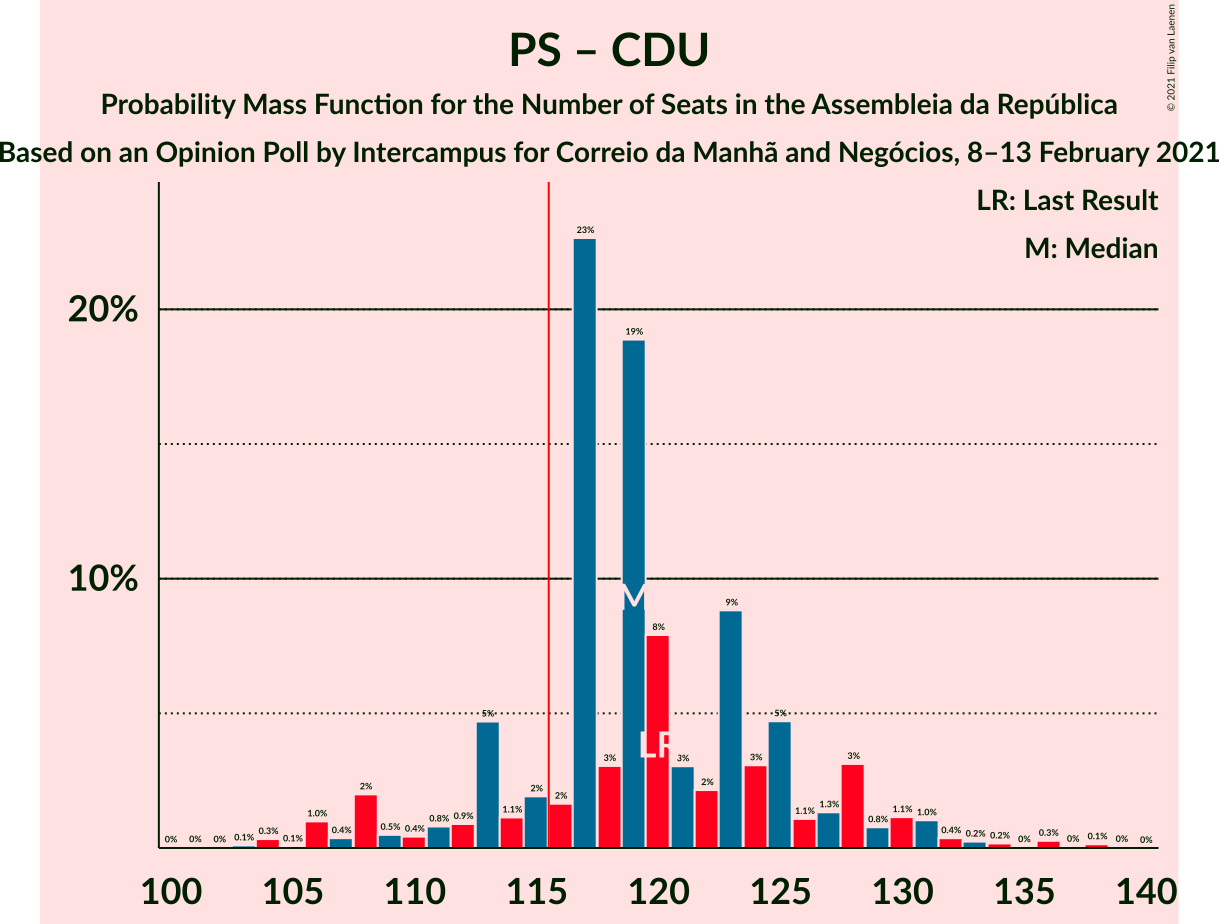 PS – CDU
Probability Mass Function for the Number of Seats in the Assembleia da República
Based on an Opinion Poll by Intercampus for Correio da Manhã and Negócios, 8–13 February 2021
© 2021 Filip van Laenen
LR: Last Result
M: Median
20%
10%
0% 0% 0% 0.1% 0.3% 0.1% 1.0% 0.4% 2% 0.5% 0.4% 0.8% 0.9% 5% 1.1% 2% 2% 23% 3% 19% 8% 3% 2% 9% 3% 5% 1.1% 1.3% 3% 0.8% 1.1% 1.0% 0.4% 0.2% 0.2% 0% 0.3% 0% 0.1% 0% 0%
M
LR
100 105 110 115 120 125 130 135 140